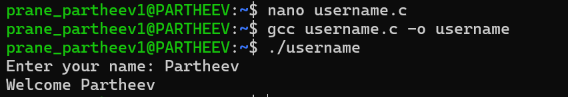 prane_partheev1@PARTHEEV:~$ nano username.c
prane_partheev1@PARTHEEV:~$ gcc username.c -o username
prane_partheev1@PARTHEEV:~$ ./username
Enter your name: Partheev
Welcome Partheev